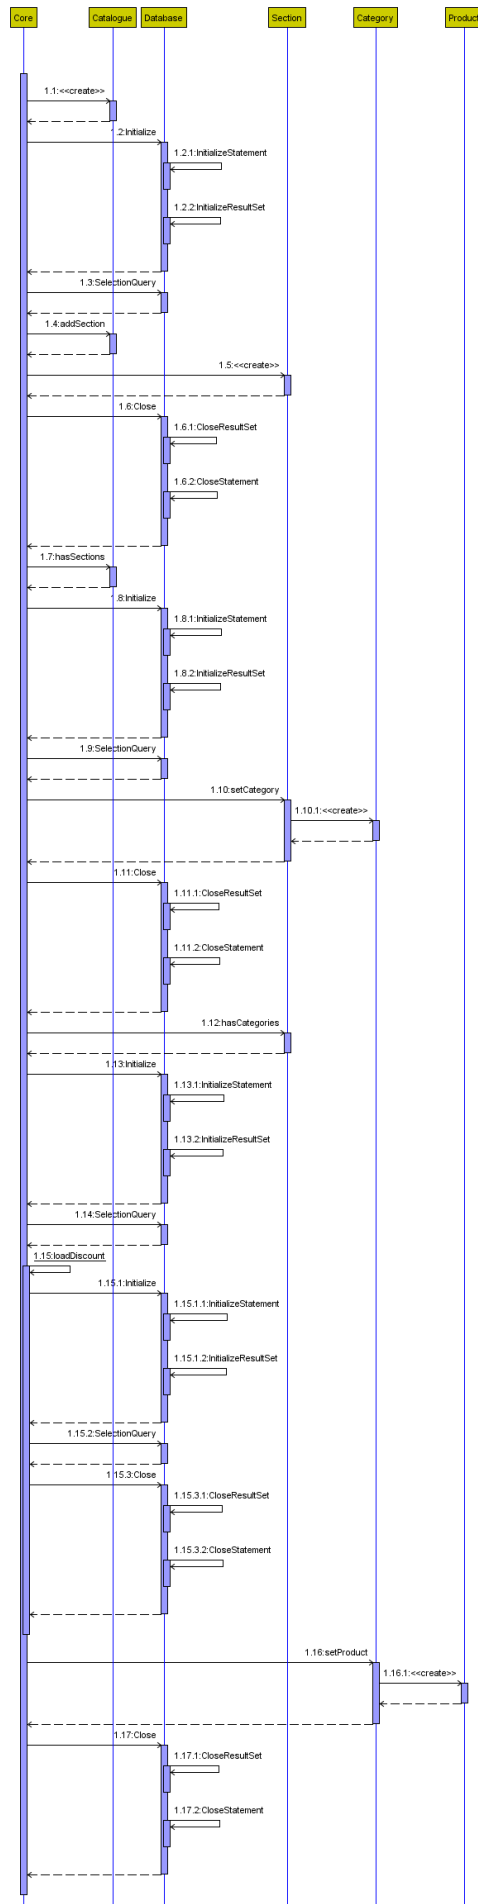 Core Catalogue Database Section Category Product
1.1:<<create>>
1.2:Initialize
1.2.1:InitializeStatement
1.2.2:InitializeResultSet
1.3:SelectionQuery
1.4:addSection
1.5:<<create>>
1.6:Close
1.6.1:CloseResultSet
1.6.2:CloseStatement
1.7:hasSections
1.8:Initialize
1.8.1:InitializeStatement
1.8.2:InitializeResultSet
1.9:SelectionQuery
1.10:setCategory
1.10.1:<<create>>
1.11:Close
1.11.1:CloseResultSet
1.11.2:CloseStatement
1.12:hasCategories
1.13:Initialize
1.13.1:InitializeStatement
1.13.2:InitializeResultSet
1.14:SelectionQuery
1.15:loadDiscount
1.15.1:Initialize
1.15.1.1:InitializeStatement
1.15.1.2:InitializeResultSet
1.15.2:SelectionQuery
1.15.3:Close
1.15.3.1:CloseResultSet
1.15.3.2:CloseStatement
1.16:setProduct
1.16.1:<<create>>
1.17:Close
1.17.1:CloseResultSet
1.17.2:CloseStatement